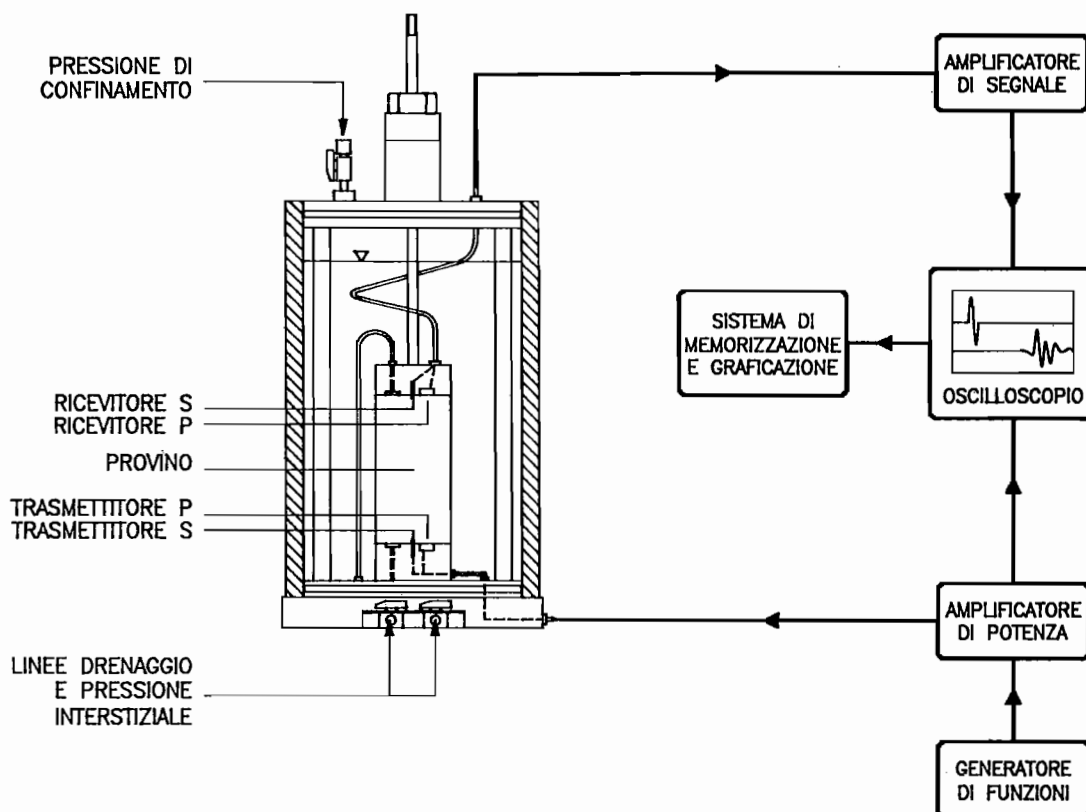 PRESSIONE DI
CONFINAMENTO
AMPLIFICATORE
DI SEGNALE
SISTEMA DI
MEMORIZZAZIONE
E GRAFICAZIONE
OSCILLOSCOPIO
RICEVITORE S
RICEVITORE P
PROVINO
TRASMETTITORE P
TRASMETTITORE S
AMPLIFICATORE
DI POTENZA
LINEE DRENAGGIO
E PRESSIONE
INTERSTIZIALE
GENERATORE
DI FUNZIONI